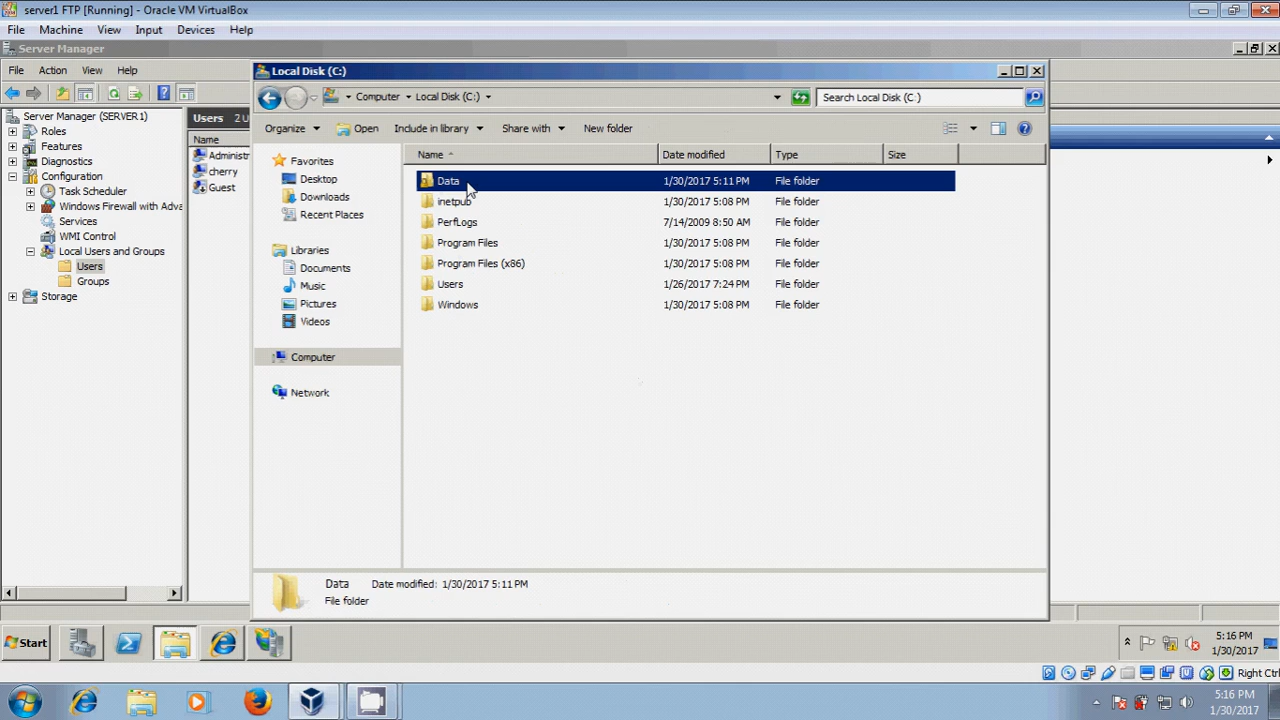 server1 FTP [Running] - Oracle VM VirtualBox
File Machine View Input Devices Help
Server Manager
File Action View Help
Server Manager (SERVER1)
Roles
Features
Diagnostics
Configuration
Task Scheduler
Windows Firewall with Adva
Services
WMI Control
Local Users and Groups
Users
Groups
Storage
Users 2 U
Name
Administr
cherry
Guest
Local Disk (C:)
Computer Local Disk (C:)
Search Local Disk (C:)
Organize Open Include in library Share with New folder
Favorites
Desktop
Downloads
Recent Places
Libraries
Documents
Music
Pictures
Videos
Computer
Network
Name Date modified Type Size
Data 1/30/2017 5:11 PM File folder
inetpub 1/30/2017 5:08 PM File folder
PerfLogs 7/14/2009 8:50 AM File folder
Program Files 1/30/2017 5:08 PM File folder
Program Files (x86) 1/30/2017 5:08 PM File folder
Users 1/26/2017 7:24 PM File folder
Windows 1/30/2017 5:08 PM File folder
Data Date modified: 1/30/2017 5:11 PM
File folder
Start
5:16 PM
1/30/2017
Right Ctrl
5:16 PM
1/30/2017